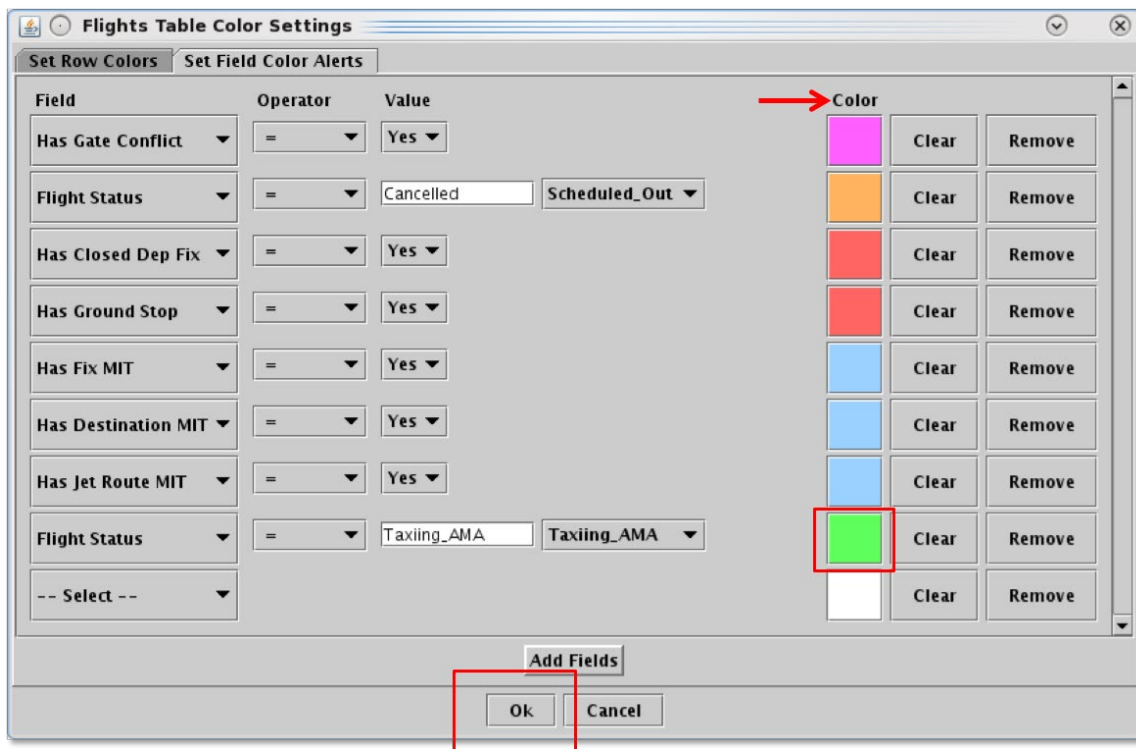 Flights Table Color Settings
Set Row Colors Set Field Color Alerts
Field Operator Value Color
Has Gate Conflict = Yes Clear Remove
Flight Status = Cancelled Scheduled_Out Clear Remove
Has Closed Dep Fix = Yes Clear Remove
Has Ground Stop = Yes Clear Remove
Has Fix MIT = Yes Clear Remove
Has Destination MIT = Yes Clear Remove
Has Jet Route MIT = Yes Clear Remove
Flight Status = Taxiing_AMA Taxiing_AMA Clear Remove
-- Select -- Clear Remove
Add Fields
Ok Cancel